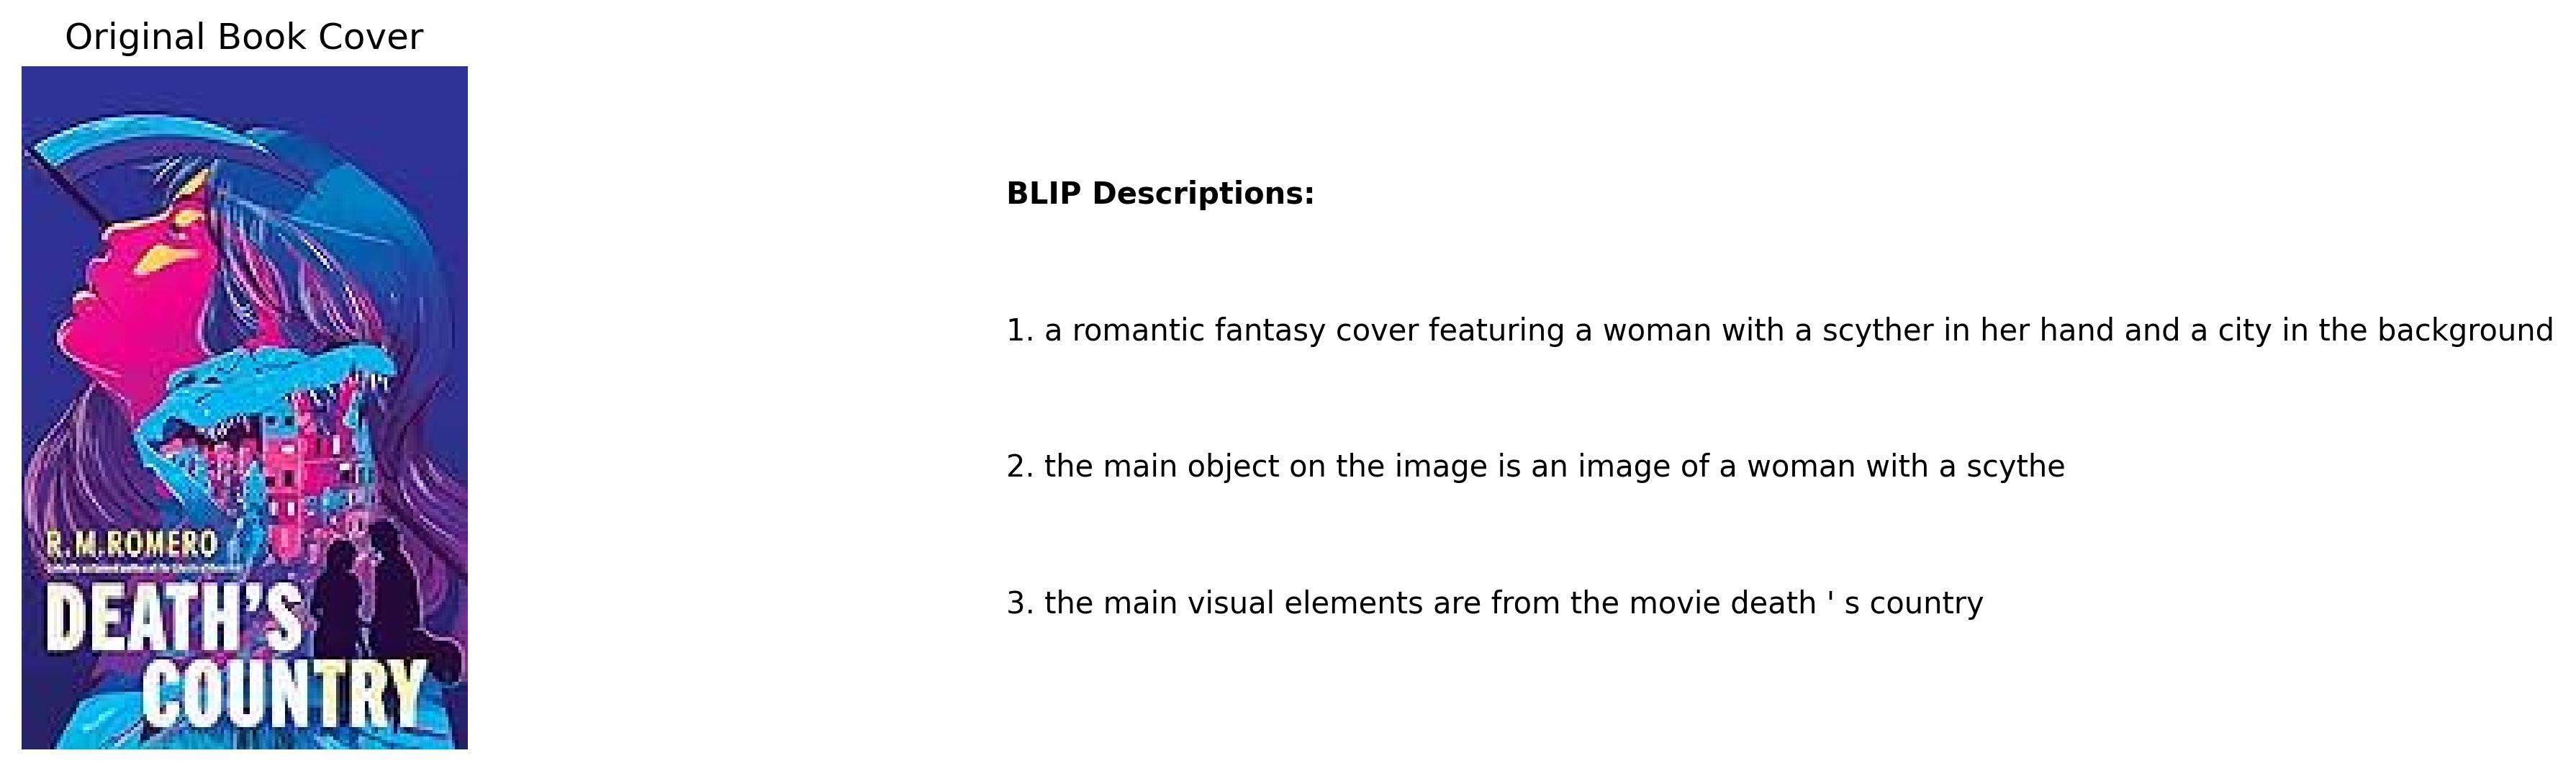 Original Book Cover
R.M.ROMERO
DEATH'S
COUNTRY
BLIP Descriptions:
1. a romantic fantasy cover featuring a woman with a scyther in her hand and a city in the background
2. the main object on the image is an image of a woman with a scythe
3. the main visual elements are from the movie death ' s country